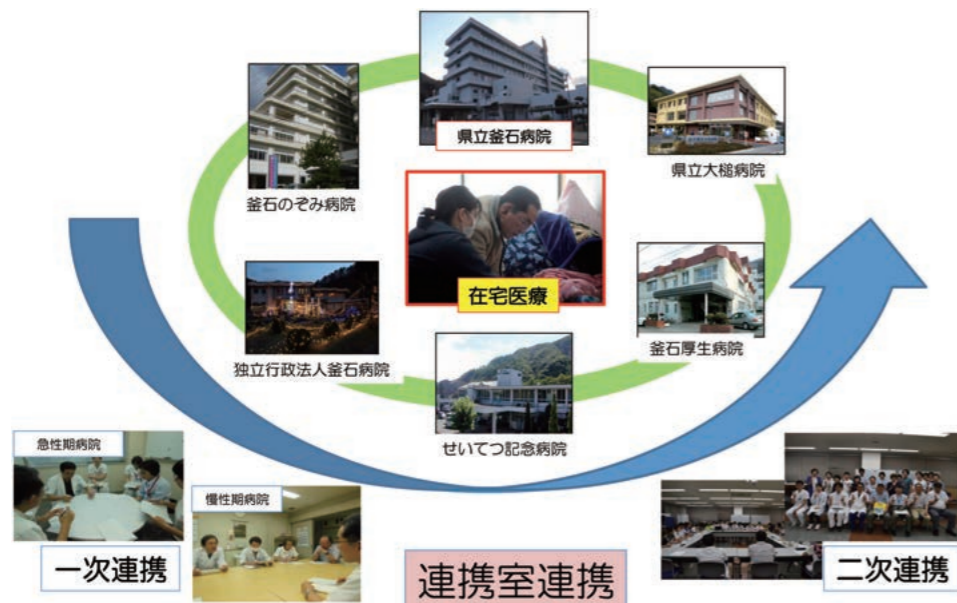 県立釜石病院
県立大槌病院
釜石のぞみ病院
在宅医療
釜石厚生病院
独立行政法人釜石病院
せいてつ記念病院
急性期病院
慢性期病院
一次連携
連携室連携
二次連携